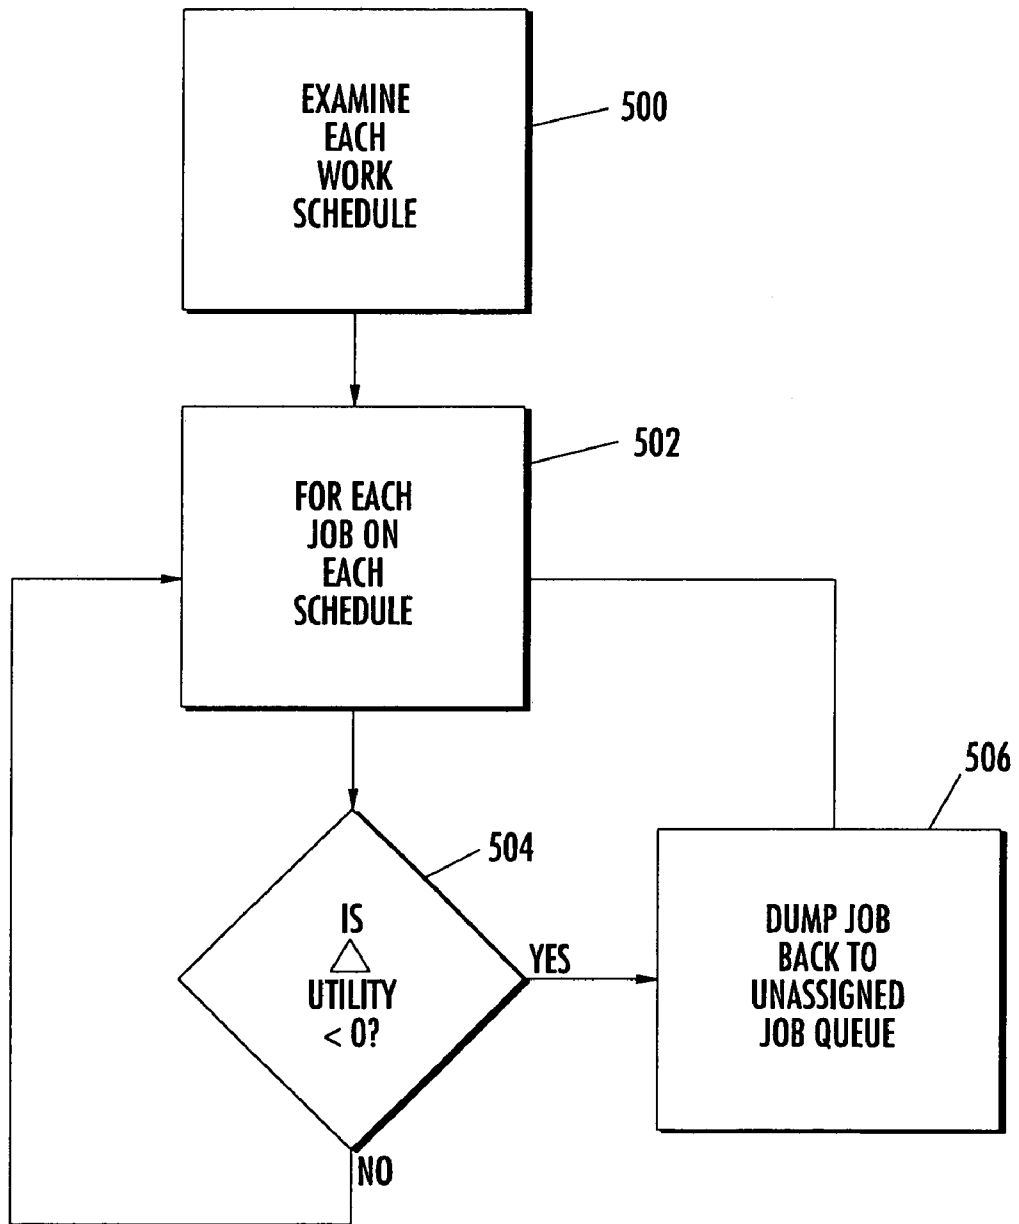 EXAMINE
EACH
WORK
SCHEDULE
500
FOR EACH
JOB ON
EACH
SCHEDULE
502
IS
△
UTILITY
< 0?
504
YES
NO
DUMP JOB
BACK TO
UNASSIGNED
JOB QUEUE
506